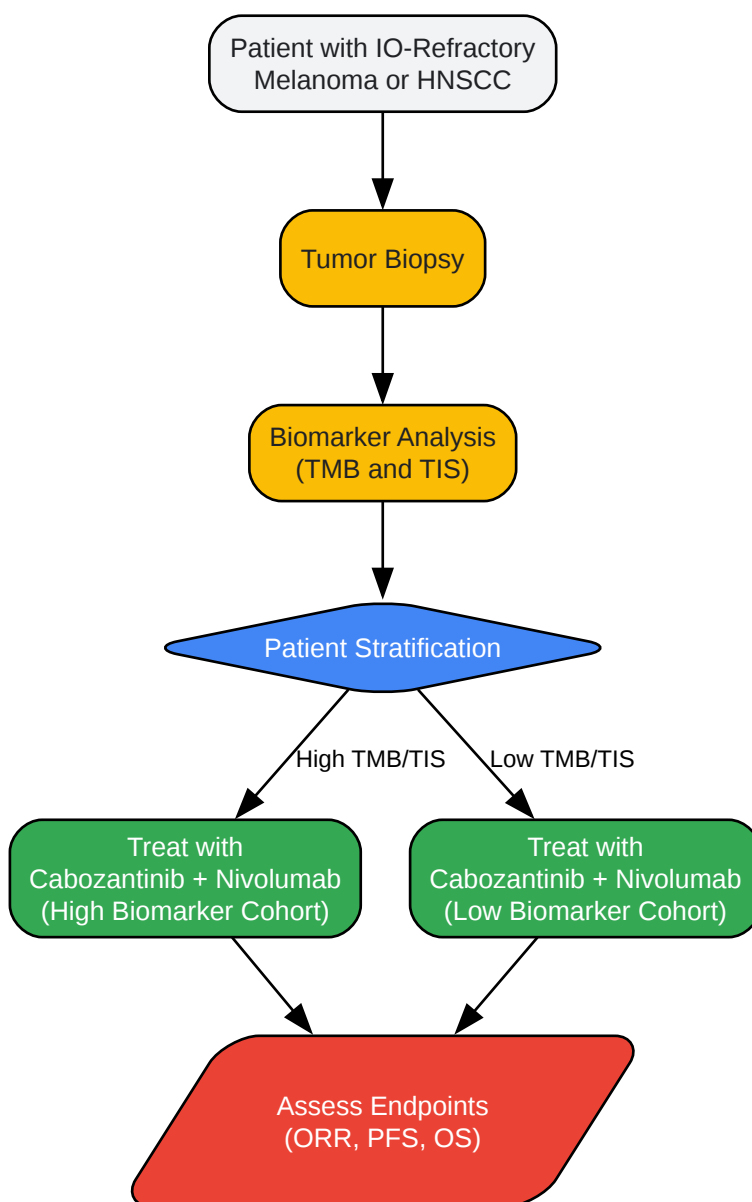 Patient with IO-Refractory
Melanoma or HNSCC
Tumor Biopsy
Biomarker Analysis
(TMB and TIS)
Patient Stratification
High TMB/TIS
Low TMB/TIS
Treat with
Cabozantinib + Nivolumab
(High Biomarker Cohort)
Treat with
Cabozantinib + Nivolumab
(Low Biomarker Cohort)
Assess Endpoints
(ORR, PFS, OS)